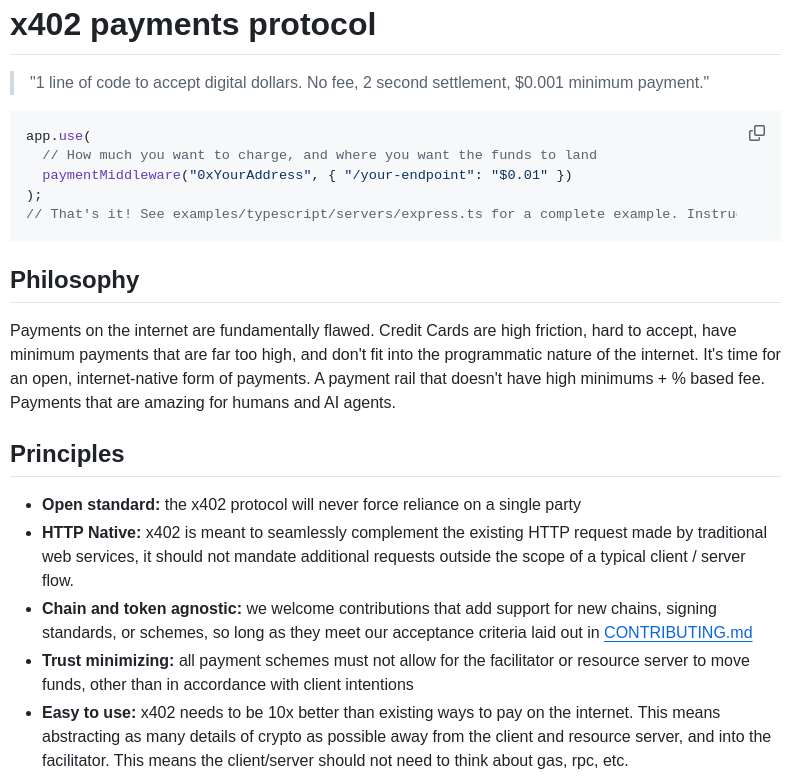 x402 payments protocol
"1 line of code to accept digital dollars. No fee, 2 second settlement, $0.001 minimum payment."
app.use(
  // How much you want to charge, and where you want the funds to land
  paymentMiddleware("0xYourAddress", { "/your-endpoint": "$0.01" })
);
// That's it! See examples/typescript/servers/express.ts for a complete example. Instru
Philosophy
Payments on the internet are fundamentally flawed. Credit Cards are high friction, hard to accept, have
minimum payments that are far too high, and don't fit into the programmatic nature of the internet. It's time for
an open, internet-native form of payments. A payment rail that doesn't have high minimums + % based fee.
Payments that are amazing for humans and AI agents.
Principles
• Open standard: the x402 protocol will never force reliance on a single party
• HTTP Native: x402 is meant to seamlessly complement the existing HTTP request made by traditional
web services, it should not mandate additional requests outside the scope of a typical client / server
flow.
• Chain and token agnostic: we welcome contributions that add support for new chains, signing
standards, or schemes, so long as they meet our acceptance criteria laid out in CONTRIBUTING.md
• Trust minimizing: all payment schemes must not allow for the facilitator or resource server to move
funds, other than in accordance with client intentions
• Easy to use: x402 needs to be 10x better than existing ways to pay on the internet. This means
abstracting as many details of crypto as possible away from the client and resource server, and into the
facilitator. This means the client/server should not need to think about gas, rpc, etc.